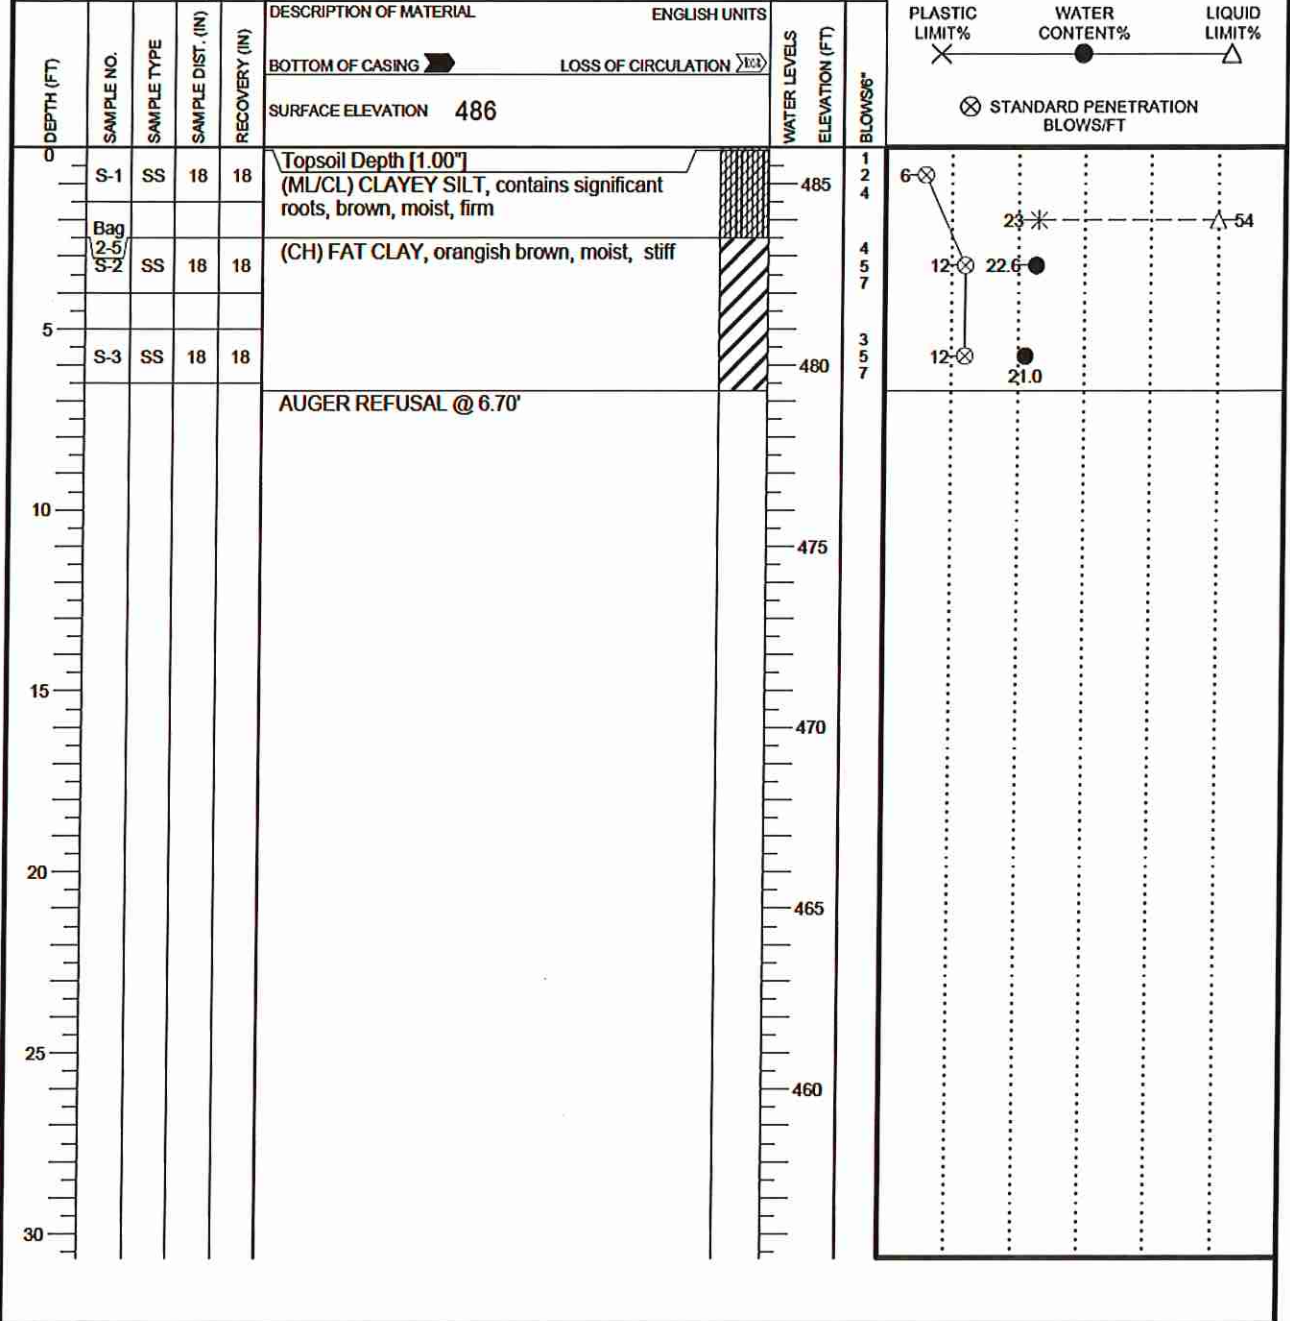 DEPTH (FT)
SAMPLE NO.
SAMPLE TYPE
SAMPLE DIST. (IN)
RECOVERY (IN)
DESCRIPTION OF MATERIAL ENGLISH UNITS
BOTTOM OF CASING LOSS OF CIRCULATION
SURFACE ELEVATION 486
WATER LEVELS
ELEVATION (FT)
BLOWS/6"
PLASTIC LIMIT%
WATER CONTENT%
LIQUID LIMIT%
STANDARD PENETRATION
BLOWS/FT
0
S-1 SS 18 18
Topsoil Depth [1.00"]
(ML/CL) CLAYEY SILT, contains significant
roots, brown, moist, firm
485
1
2
4
6
Bag
2-5
23 54
S-2 SS 18 18
(CH) FAT CLAY, orangish brown, moist, stiff
4
5
7
12 22.6
5
S-3 SS 18 18
480
3
5
7
12
21.0
AUGER REFUSAL @ 6.70'
10
475
15
470
20
465
25
460
30